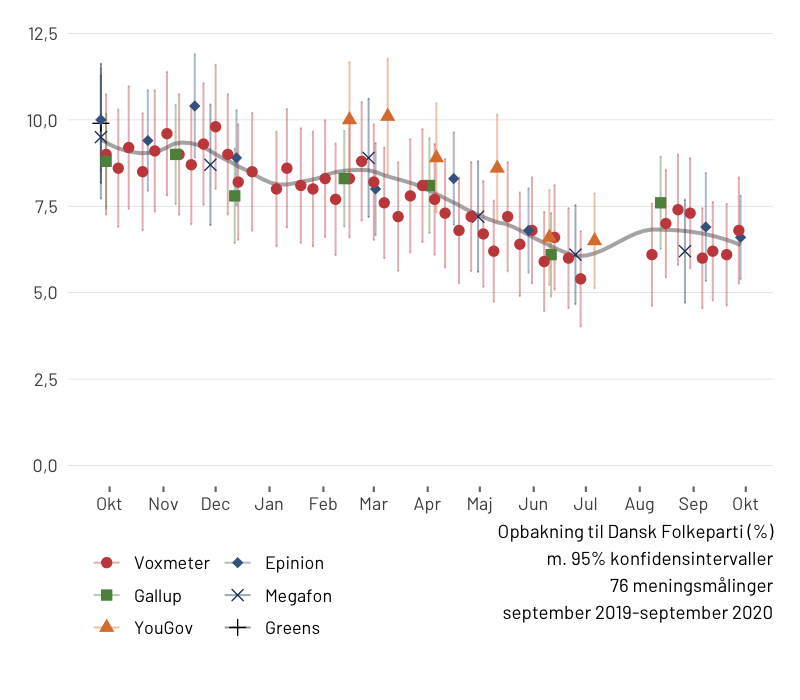 12,5
10,0
7,5
5,0
2,5
0,0
Okt Nov Dec Jan Feb Mar Apr Maj Jun Jul Aug Sep Okt
Opbakning til Dansk Folkeparti (%)
m. 95% konfidensintervaller
76 meningsmålinger
september 2019-september 2020
Voxmeter Epinion
Gallup Megafon
YouGov Greens